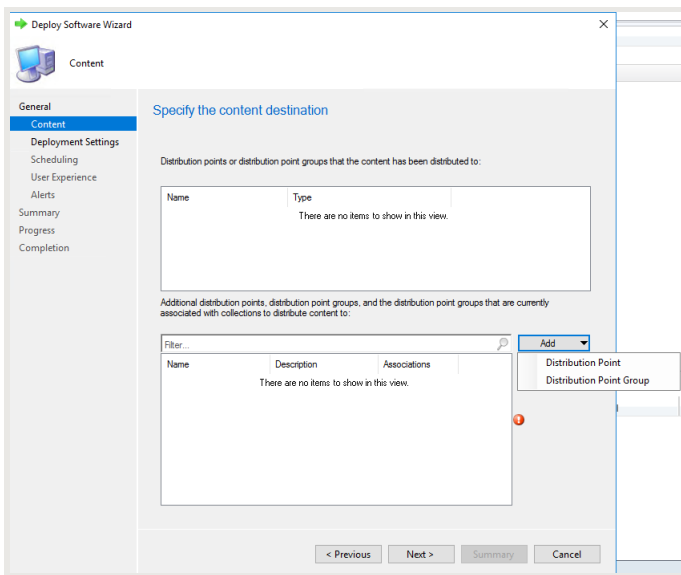 Deploy Software Wizard
Content
General
Content
Deployment Settings
Scheduling
User Experience
Alerts
Summary
Progress
Completion
Specify the content destination
Distribution points or distribution point groups that the content has been distributed to:
Name Type
There are no items to show in this view.
Additional distribution points, distribution point groups, and the distribution point groups that are currently
associated with collections to distribute content to:
Filter...
Add
Distribution Point
Distribution Point Group
Name Description Associations
There are no items to show in this view.
< Previous Next > Summary Cancel